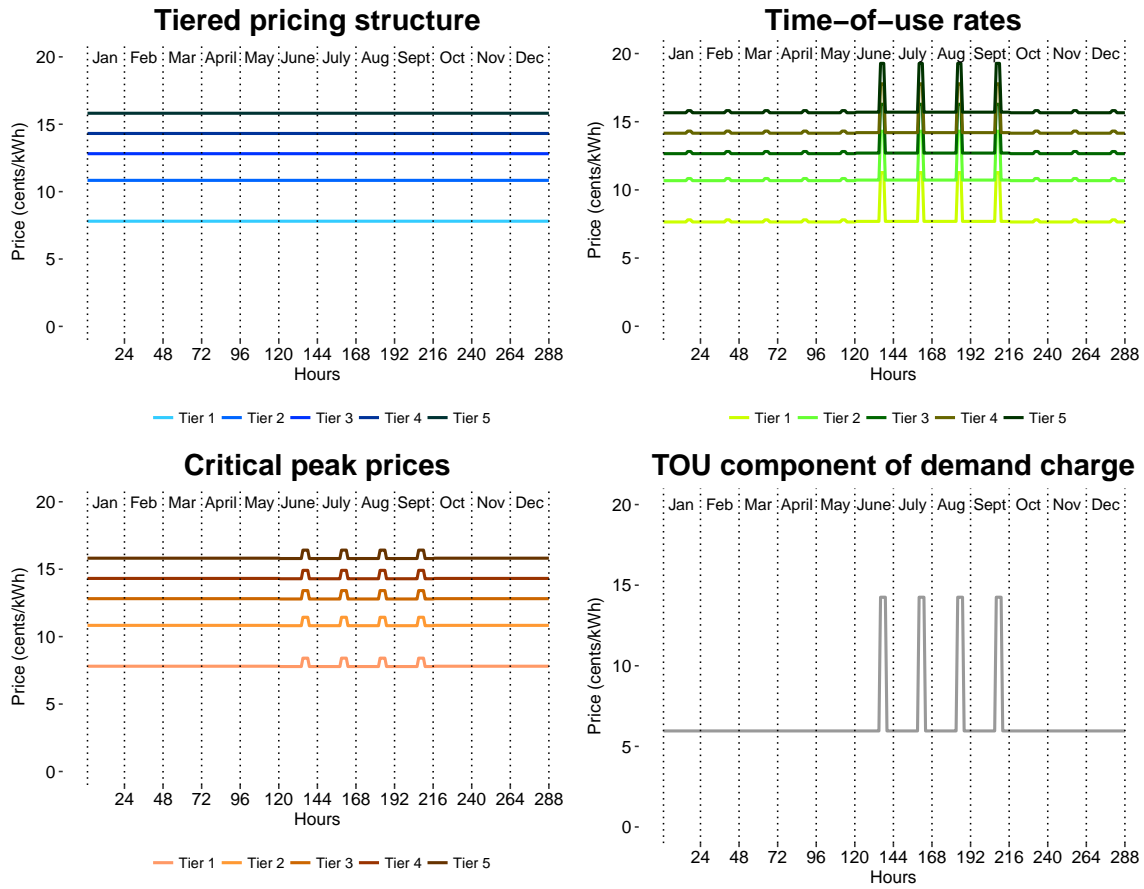 Tiered pricing structure
Price (cents/kWh)
20
15
10
5
0
Jan Feb Mar April May June July Aug Sept Oct Nov Dec
24 48 72 96 120 144 168 192 216 240 264 288
Hours
Tier 1 Tier 2 Tier 3 Tier 4 Tier 5
Time−of−use rates
Price (cents/kWh)
20
15
10
5
0
Jan Feb Mar April May June July Aug Sept Oct Nov Dec
24 48 72 96 120 144 168 192 216 240 264 288
Hours
Tier 1 Tier 2 Tier 3 Tier 4 Tier 5
Critical peak prices
Price (cents/kWh)
20
15
10
5
0
Jan Feb Mar April May June July Aug Sept Oct Nov Dec
24 48 72 96 120 144 168 192 216 240 264 288
Hours
Tier 1 Tier 2 Tier 3 Tier 4 Tier 5
TOU component of demand charge
Price (cents/kWh)
20
15
10
5
0
Jan Feb Mar April May June July Aug Sept Oct Nov Dec
24 48 72 96 120 144 168 192 216 240 264 288
Hours